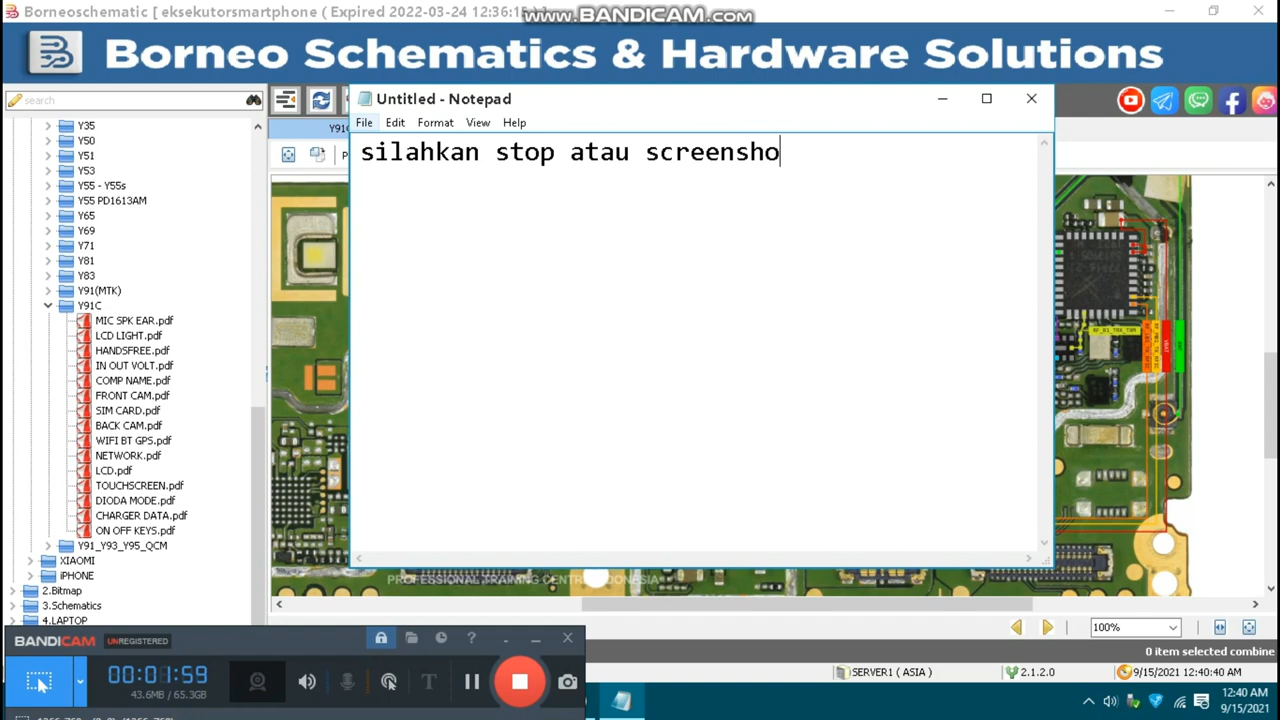 Borneoschematic [ eksekutorsmartphone ( Expired 2022-03-24 12:36:15
www.BANDICAM.com
Borneo Schematics & Hardware Solutions
search
Untitled - Notepad
File Edit Format View Help
silahkan stop atau screensho
Y35
Y50
Y51
Y53
Y55 - Y55s
Y55 PD1613AM
Y65
Y69
Y71
Y81
Y83
Y91(MTK)
Y91C
MIC SPK EAR.pdf
LCD LIGHT.pdf
HANDSFREE.pdf
IN OUT VOLT.pdf
COMP NAME.pdf
FRONT CAM.pdf
SIM CARD.pdf
BACK CAM.pdf
WIFI BT GPS.pdf
NETWORK.pdf
LCD.pdf
TOUCHSCREEN.pdf
DIODA MODE.pdf
CHARGER DATA.pdf
ON OFF KEYS.pdf
Y91_Y93_Y95_QCM
XIAOMI
iPHONE
2.Bitmap
3.Schematics
4.LAPTOP
PROFESSIONAL TRAINING CENTRE INDONESIA
100%
0 item selected combine
SERVER1 ( ASIA )
2.1.2.0
9/15/2021 12:40:40 AM
BANDICAM UNREGISTERED
00:01:59
43.6MB / 65.3GB
12:40 AM
9/15/2021